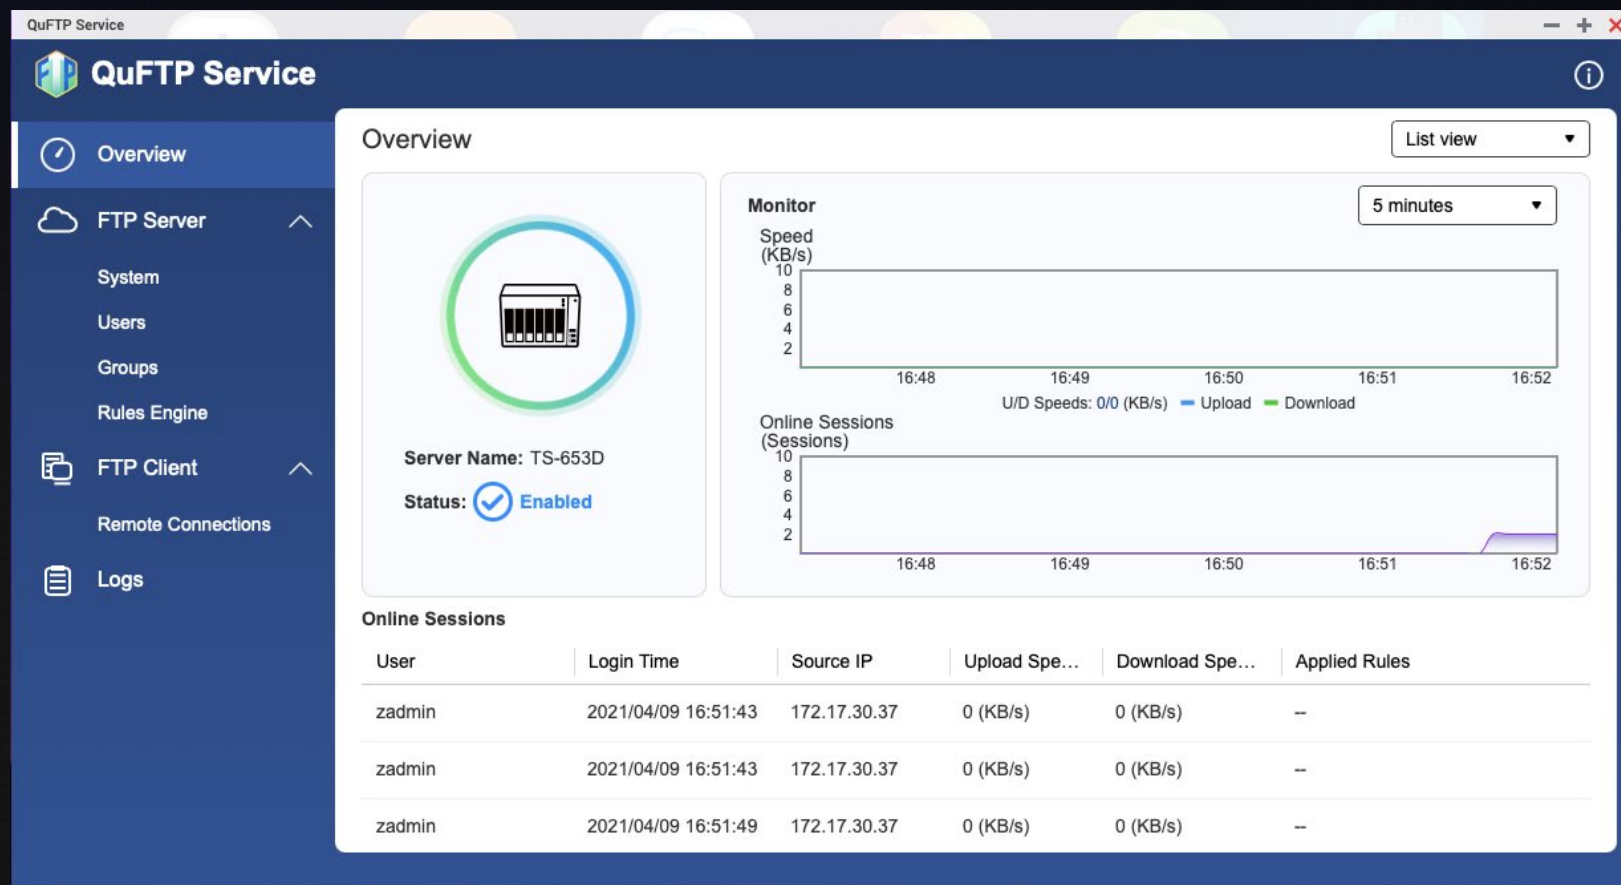 QuFTP Service
FTP QuFTP Service
Overview
FTP Server
System
Users
Groups
Rules Engine
FTP Client
Remote Connections
Logs
Overview
List view
Server Name: TS-653D
Status: Enabled
Monitor
5 minutes
Speed
(KB/s)
10
8
6
4
2
16:48 16:49 16:50 16:51 16:52
U/D Speeds: 0/0 (KB/s) Upload Download
Online Sessions
(Sessions)
10
8
6
4
2
16:48 16:49 16:50 16:51 16:52
Online Sessions
User Login Time Source IP Upload Spe... Download Spe... Applied Rules
zadmin 2021/04/09 16:51:43 172.17.30.37 0 (KB/s) 0 (KB/s) --
zadmin 2021/04/09 16:51:43 172.17.30.37 0 (KB/s) 0 (KB/s) --
zadmin 2021/04/09 16:51:49 172.17.30.37 0 (KB/s) 0 (KB/s) --